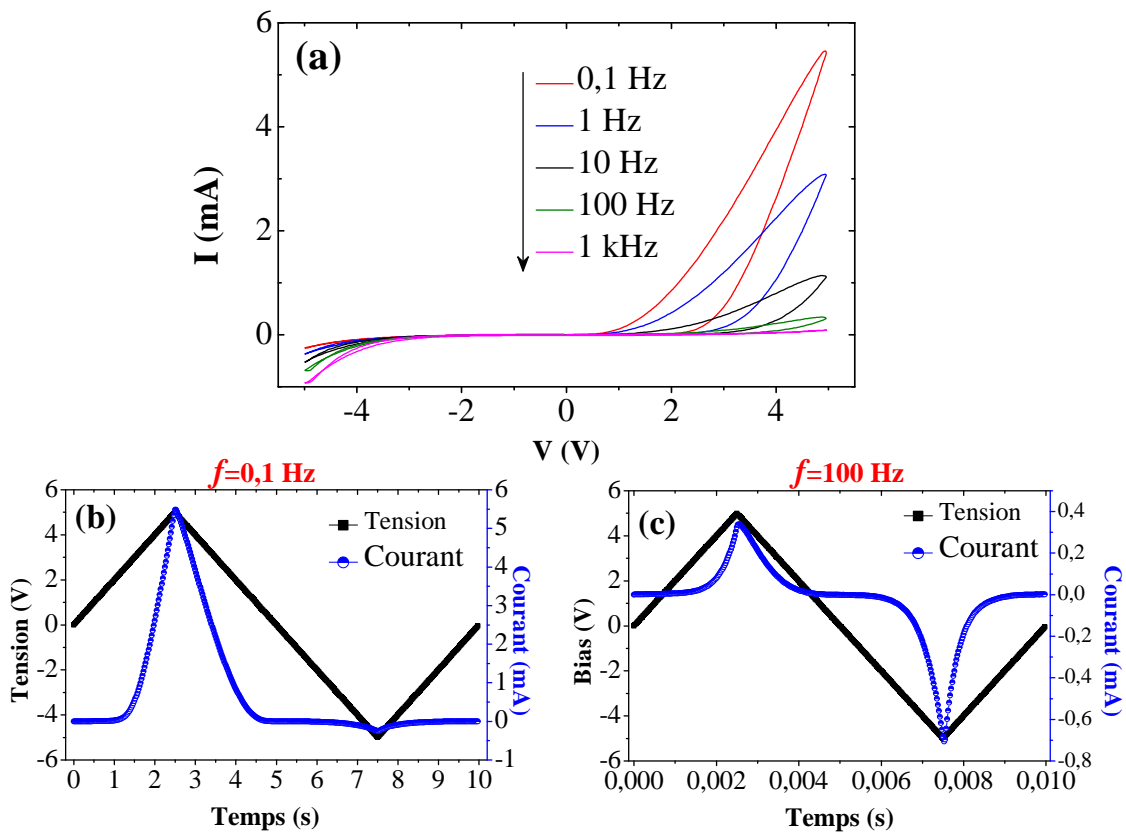 6
(a)
0,1 Hz
1 Hz
10 Hz
100 Hz
1 kHz
4
2
0
I (mA)
-4 -2 0 2 4
V (V)
f=0,1 Hz
(b)
Tension
Courant
6
4
2
0
-2
-4
-6
Tension (V)
6
5
4
3
2
1
0
-1
Courant (mA)
0 1 2 3 4 5 6 7 8 9 10
Temps (s)
f=100 Hz
(c)
Tension
Courant
6
4
2
0
-2
-4
-6
Bias (V)
0,4
0,2
0,0
-0,2
-0,4
-0,6
-0,8
Courant (mA)
0,000 0,002 0,004 0,006 0,008 0,010
Temps (s)